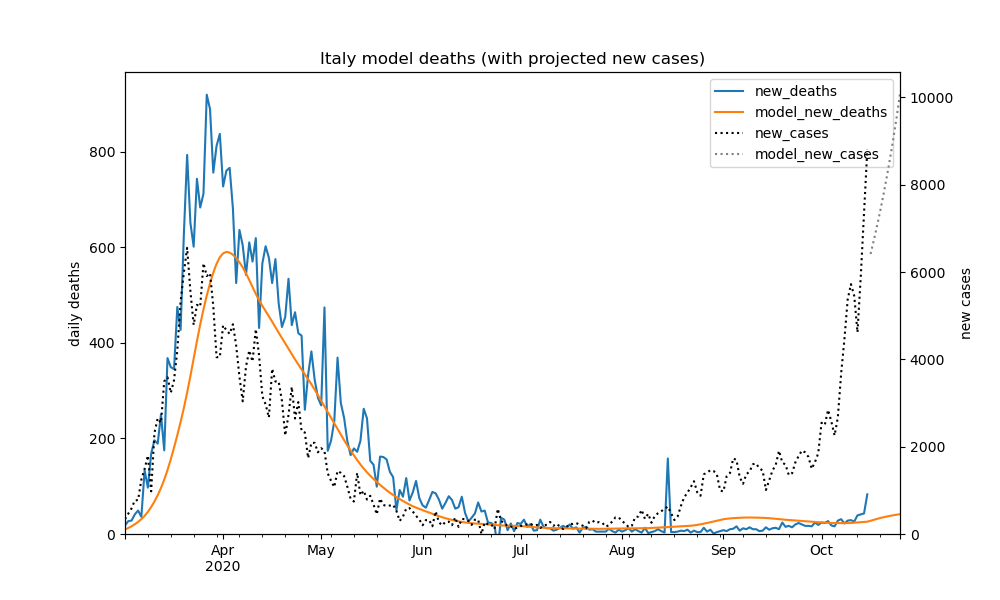 Italy model deaths (with projected new cases)
new_deaths
model_new_deaths
new_cases
model_new_cases
daily deaths
800
600
400
200
0
10000
8000
6000
4000
2000
0
new cases
Apr
2020
May
Jun
Jul
Aug
Sep
Oct